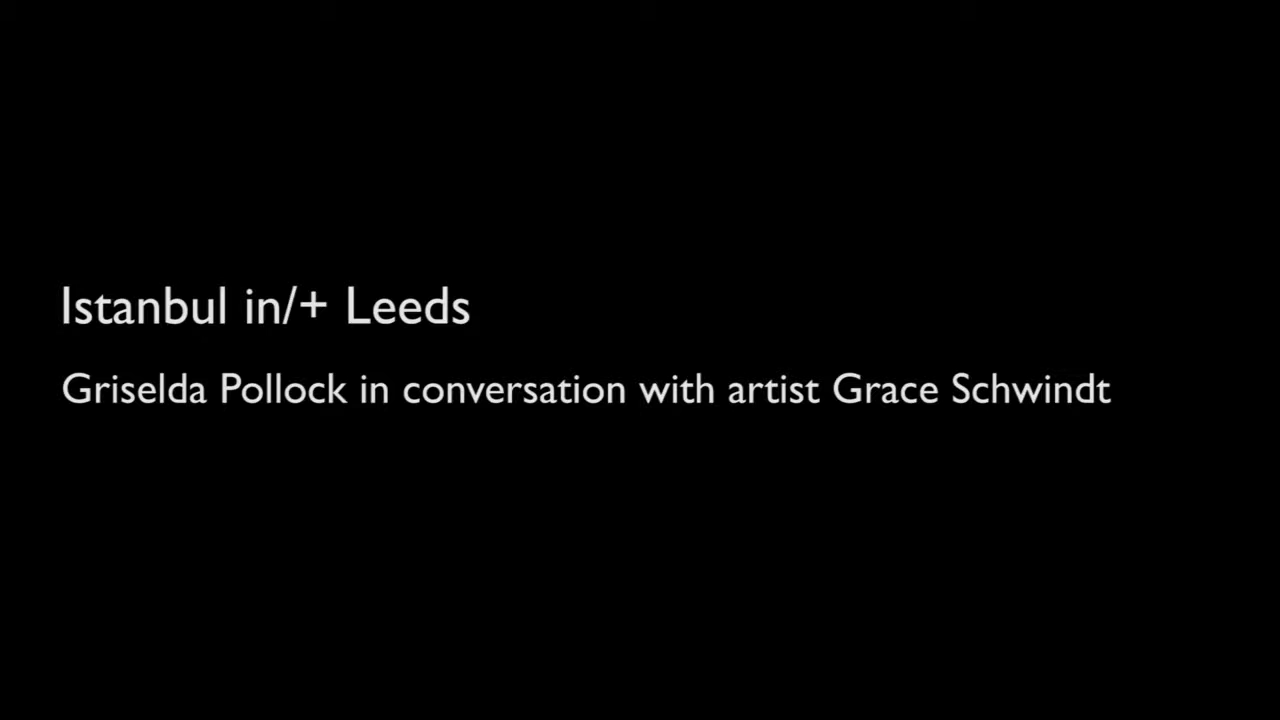 Istanbul in/+ Leeds
Griselda Pollock in conversation with artist Grace Schwindt